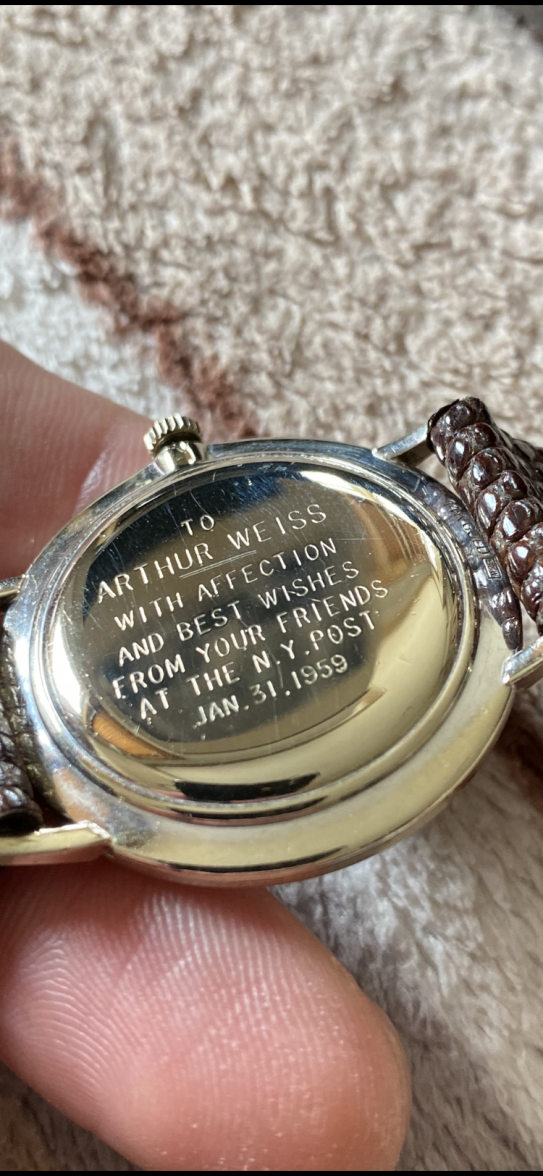 TO
ARTHUR WEISS
WITH AFFECTION
AND BEST WISHES
FROM YOUR FRIENDS
AT THE N.Y. POST
JAN. 31. 1959